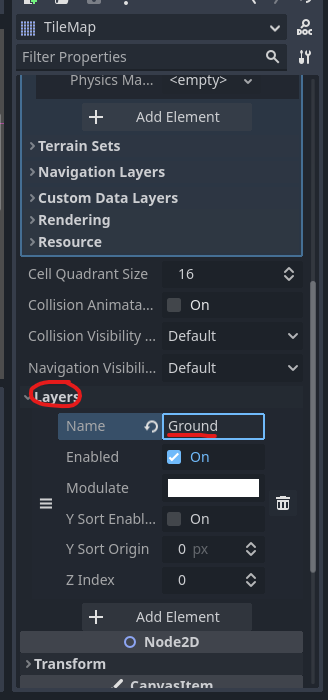 TileMap
DOC
Filter Properties
Physics Ma... <empty>
Add Element
Terrain Sets
Navigation Layers
Custom Data Layers
Rendering
Resource
Cell Quadrant Size 16
Collision Animata... On
Collision Visibility ... Default
Navigation Visibili... Default
Layers
Name Ground
Enabled On
Modulate
Y Sort Enabl... On
Y Sort Origin 0 px
Z Index 0
Add Element
Node2D
Transform
CanvasItem